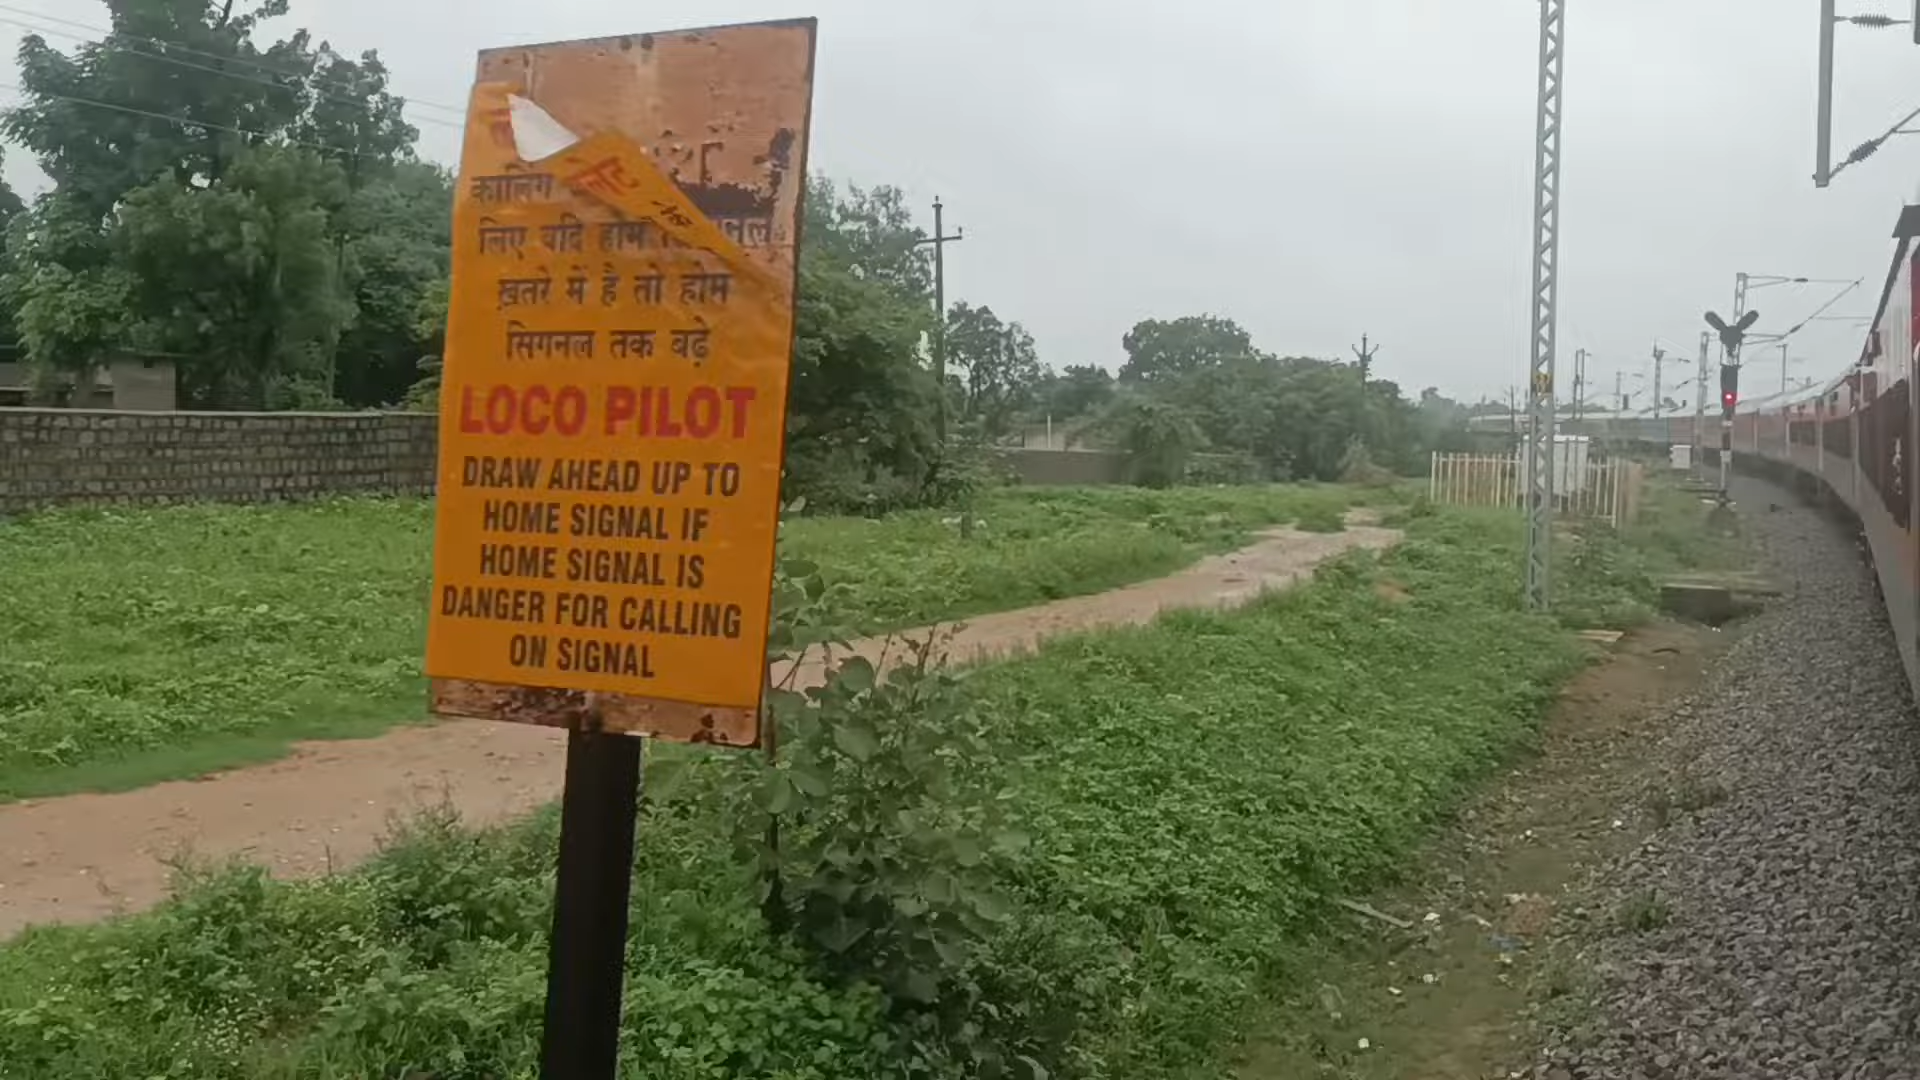 कालिंग
लिए यदि होम
ख़तरे में है तो होम
सिगनल तक बढ़े
LOCO PILOT
DRAW AHEAD UP TO
HOME SIGNAL IF
HOME SIGNAL IS
DANGER FOR CALLING
ON SIGNAL